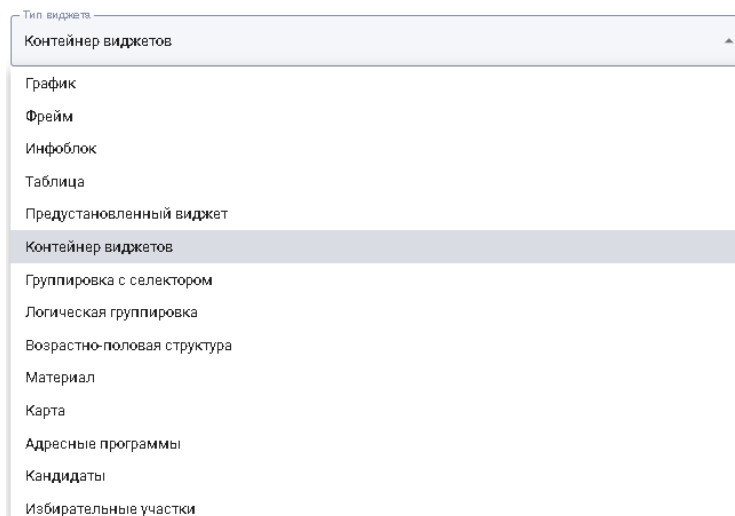 Тип виджета
Контейнер виджетов
График
Фрейм
Инфоблок
Таблица
Предустановленный виджет
Контейнер виджетов
Группировка с селектором
Логическая группировка
Возрастно-половая структура
Материал
Карта
Адресные программы
Кандидаты
Избирательные участки